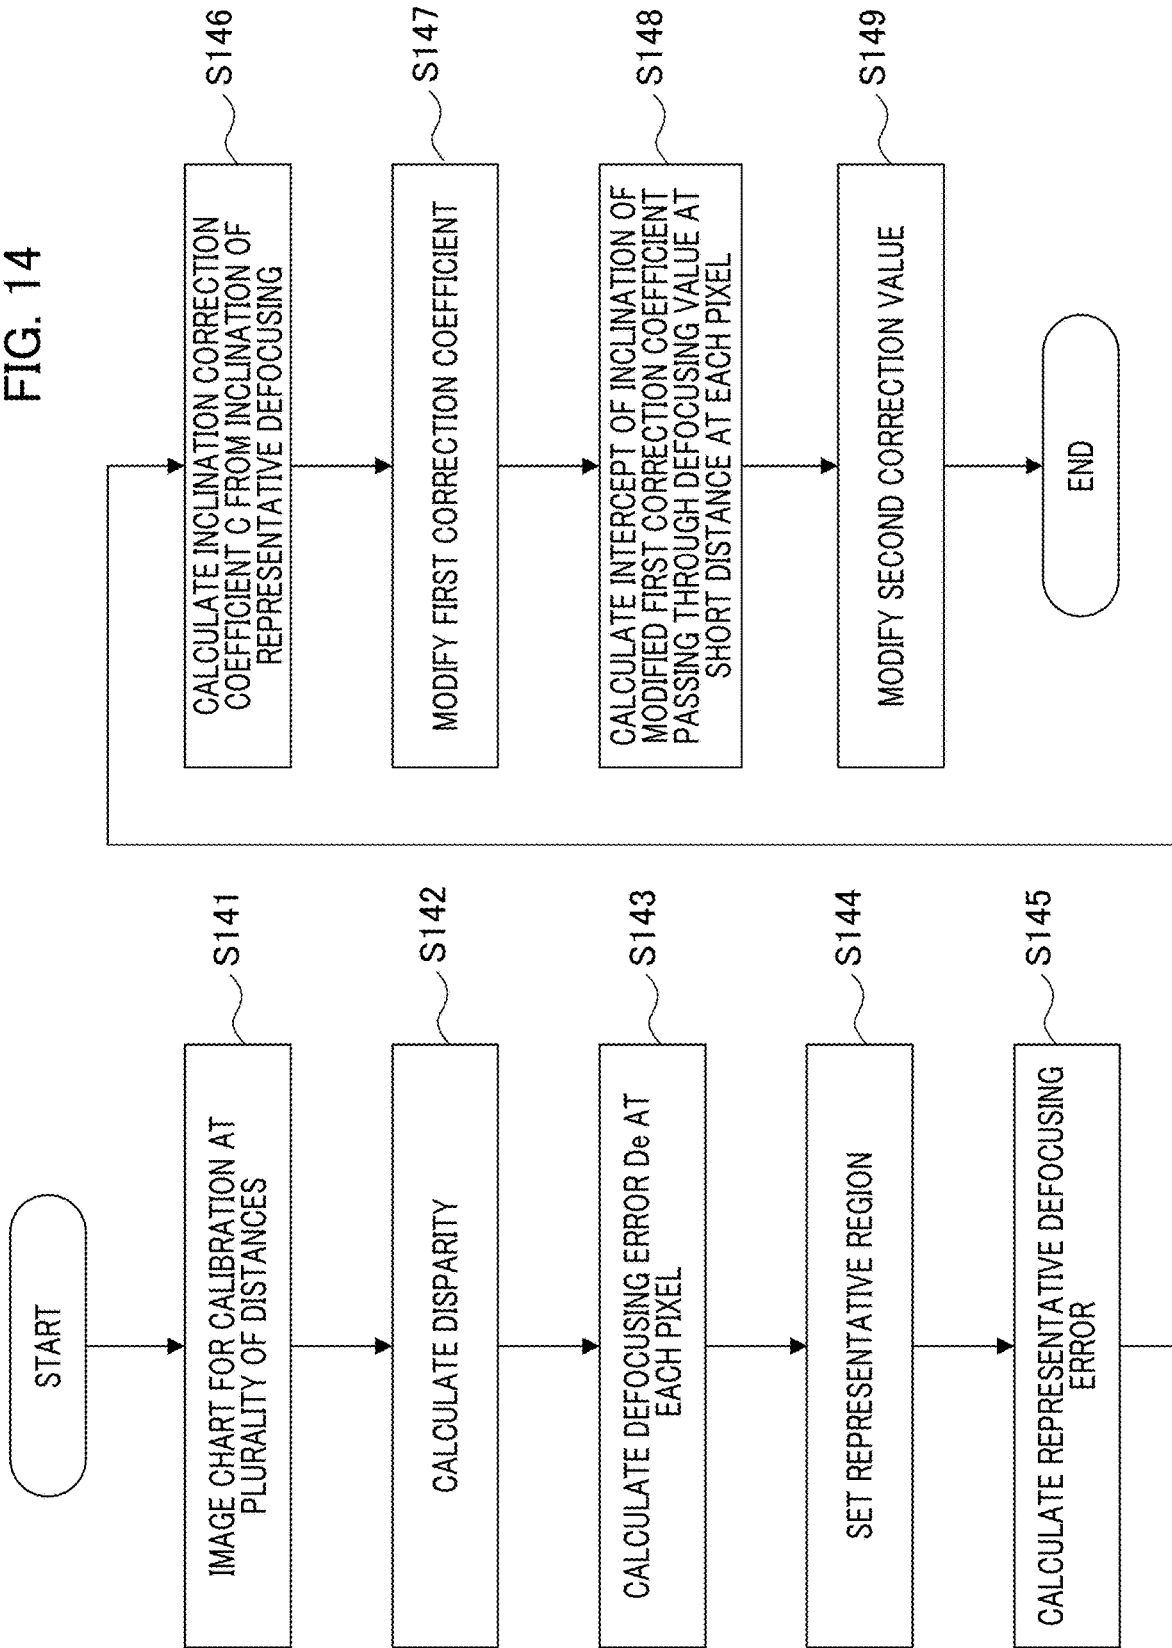 FIG. 14
START
IMAGE CHART FOR CALIBRATION AT
PLURALITY OF DISTANCES
S141
CALCULATE DISPARITY
S142
CALCULATE DEFOCUSING ERROR De AT
EACH PIXEL
S143
SET REPRESENTATIVE REGION
S144
CALCULATE REPRESENTATIVE DEFOCUSING
ERROR
S145
CALCULATE INCLINATION CORRECTION
COEFFICIENT C FROM INCLINATION OF
REPRESENTATIVE DEFOCUSING
S146
MODIFY FIRST CORRECTION COEFFICIENT
S147
CALCULATE INTERCEPT OF INCLINATION OF
MODIFIED FIRST CORRECTION COEFFICIENT
PASSING THROUGH DEFOCUSING VALUE AT
SHORT DISTANCE AT EACH PIXEL
S148
MODIFY SECOND CORRECTION VALUE
S149
END